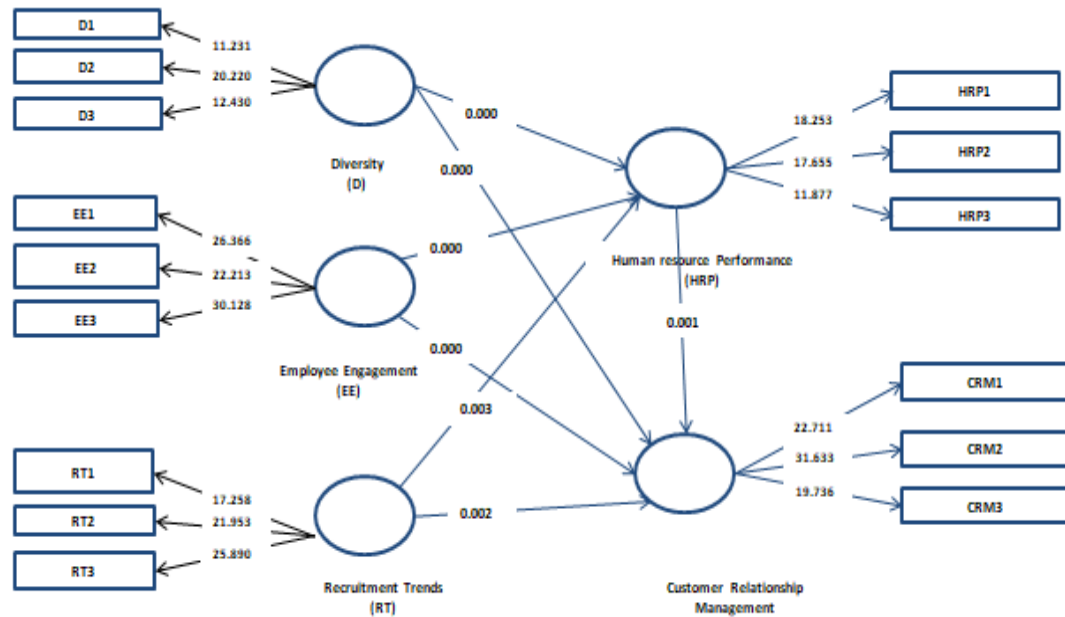 D1
D2
D3
11.231
20.220
12.430
Diversity
(D)
EE1
EE2
EE3
26.366
22.213
30.128
Employee Engagement
(EE)
RT1
RT2
RT3
17.258
21.953
25.890
Recruitment Trends
(RT)
0.000
0.000
0.000
0.000
0.003
0.002
0.001
Human resource Performance
(HRP)
18.253
17.655
11.877
HRP1
HRP2
HRP3
22.711
31.633
19.736
CRM1
CRM2
CRM3
Customer Relationship
Management